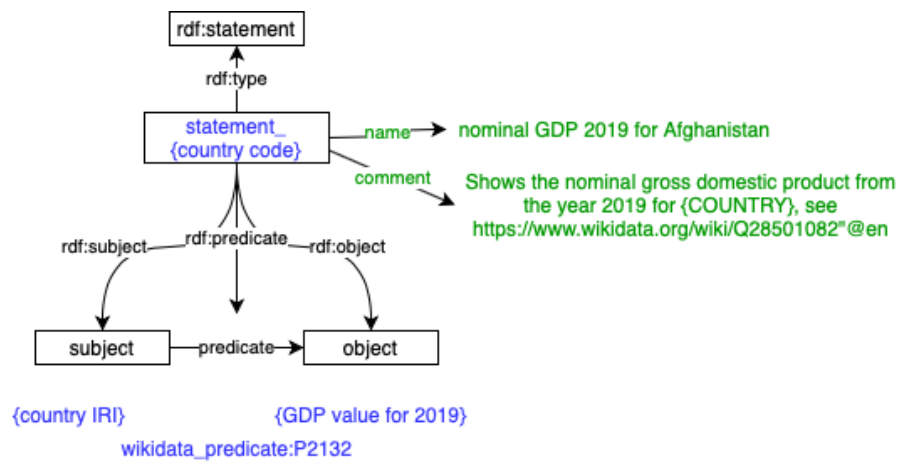 rdf:statement
rdf:type
statement_
{country code}
name
nominal GDP 2019 for Afghanistan
comment
Shows the nominal gross domestic product from
the year 2019 for {COUNTRY}, see
https://www.wikidata.org/wiki/Q28501082"@en
rdf:subject
rdf:predicate
rdf:object
subject
predicate
object
{country IRI}
{GDP value for 2019}
wikidata_predicate:P2132